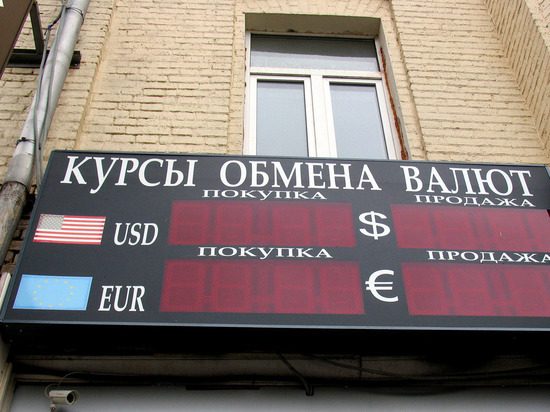 КУРСЫ ОБМЕНА ВАЛЮТ
ПОКУПКА ПРОДАЖА
USD $
ПОКУПКА ПРОДАЖА
EUR €